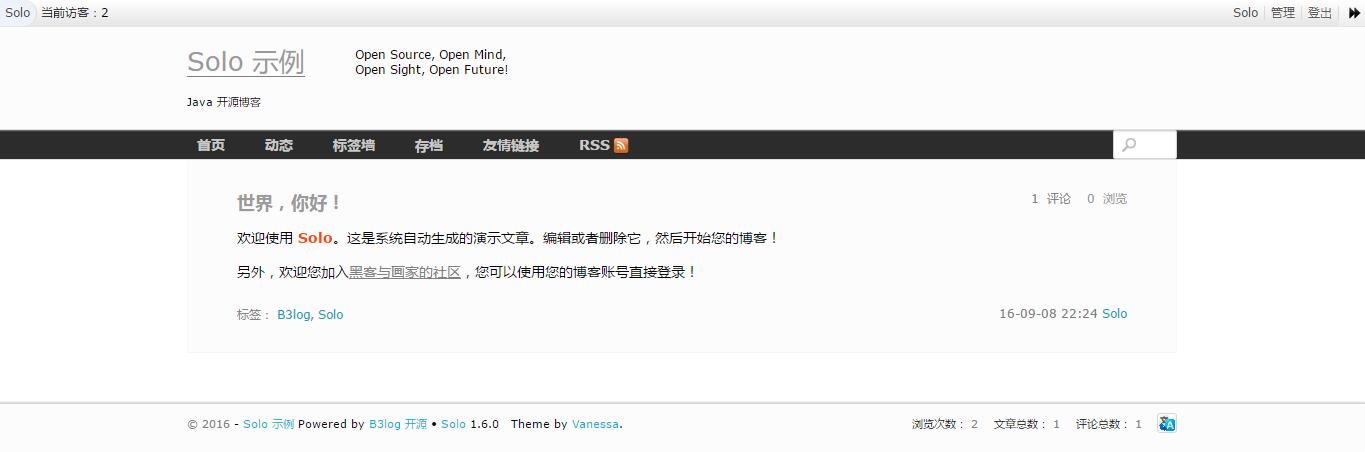 Solo 当前访客：2 Solo 管理 登出
Solo 示例
Open Source, Open Mind,
Open Sight, Open Future!
Java 开源博客
首页 动态 标签墙 存档 友情链接 RSS
世界，你好！ 1 评论 0 浏览
欢迎使用 Solo。这是系统自动生成的演示文章。编辑或者删除它，然后开始您的博客！
另外，欢迎您加入黑客与画家的社区，您可以使用您的博客账号直接登录！
标签： B3log, Solo 16-09-08 22:24 Solo
© 2016 - Solo 示例 Powered by B3log 开源 • Solo 1.6.0 Theme by Vanessa. 浏览次数： 2 文章总数： 1 评论总数： 1